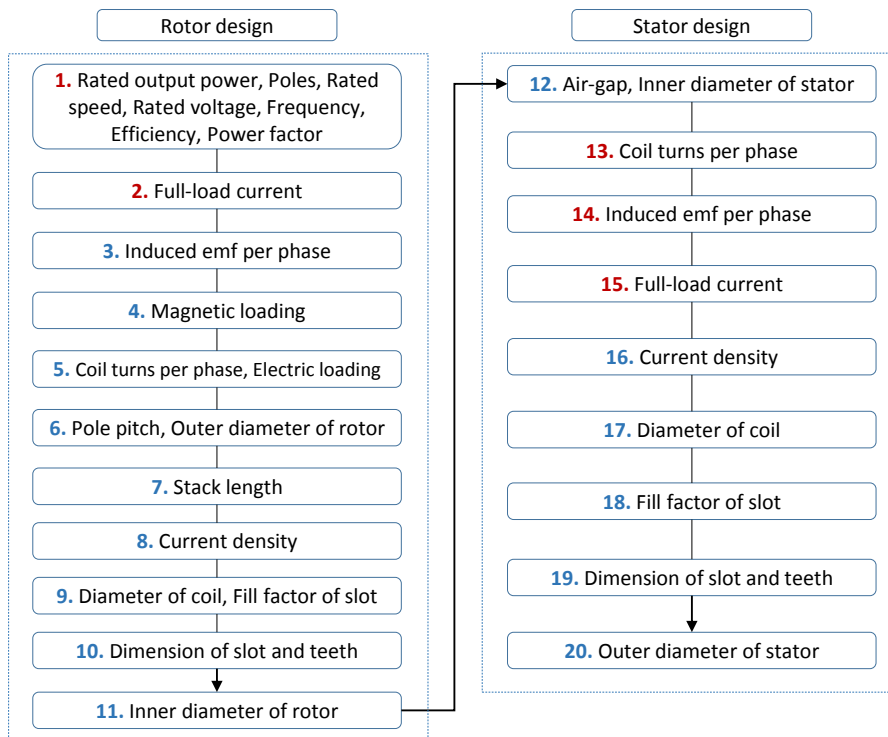 Rotor design
1. Rated output power, Poles, Rated
speed, Rated voltage, Frequency,
Efficiency, Power factor
2. Full-load current
3. Induced emf per phase
4. Magnetic loading
5. Coil turns per phase, Electric loading
6. Pole pitch, Outer diameter of rotor
7. Stack length
8. Current density
9. Diameter of coil, Fill factor of slot
10. Dimension of slot and teeth
11. Inner diameter of rotor
Stator design
12. Air-gap, Inner diameter of stator
13. Coil turns per phase
14. Induced emf per phase
15. Full-load current
16. Current density
17. Diameter of coil
18. Fill factor of slot
19. Dimension of slot and teeth
20. Outer diameter of stator